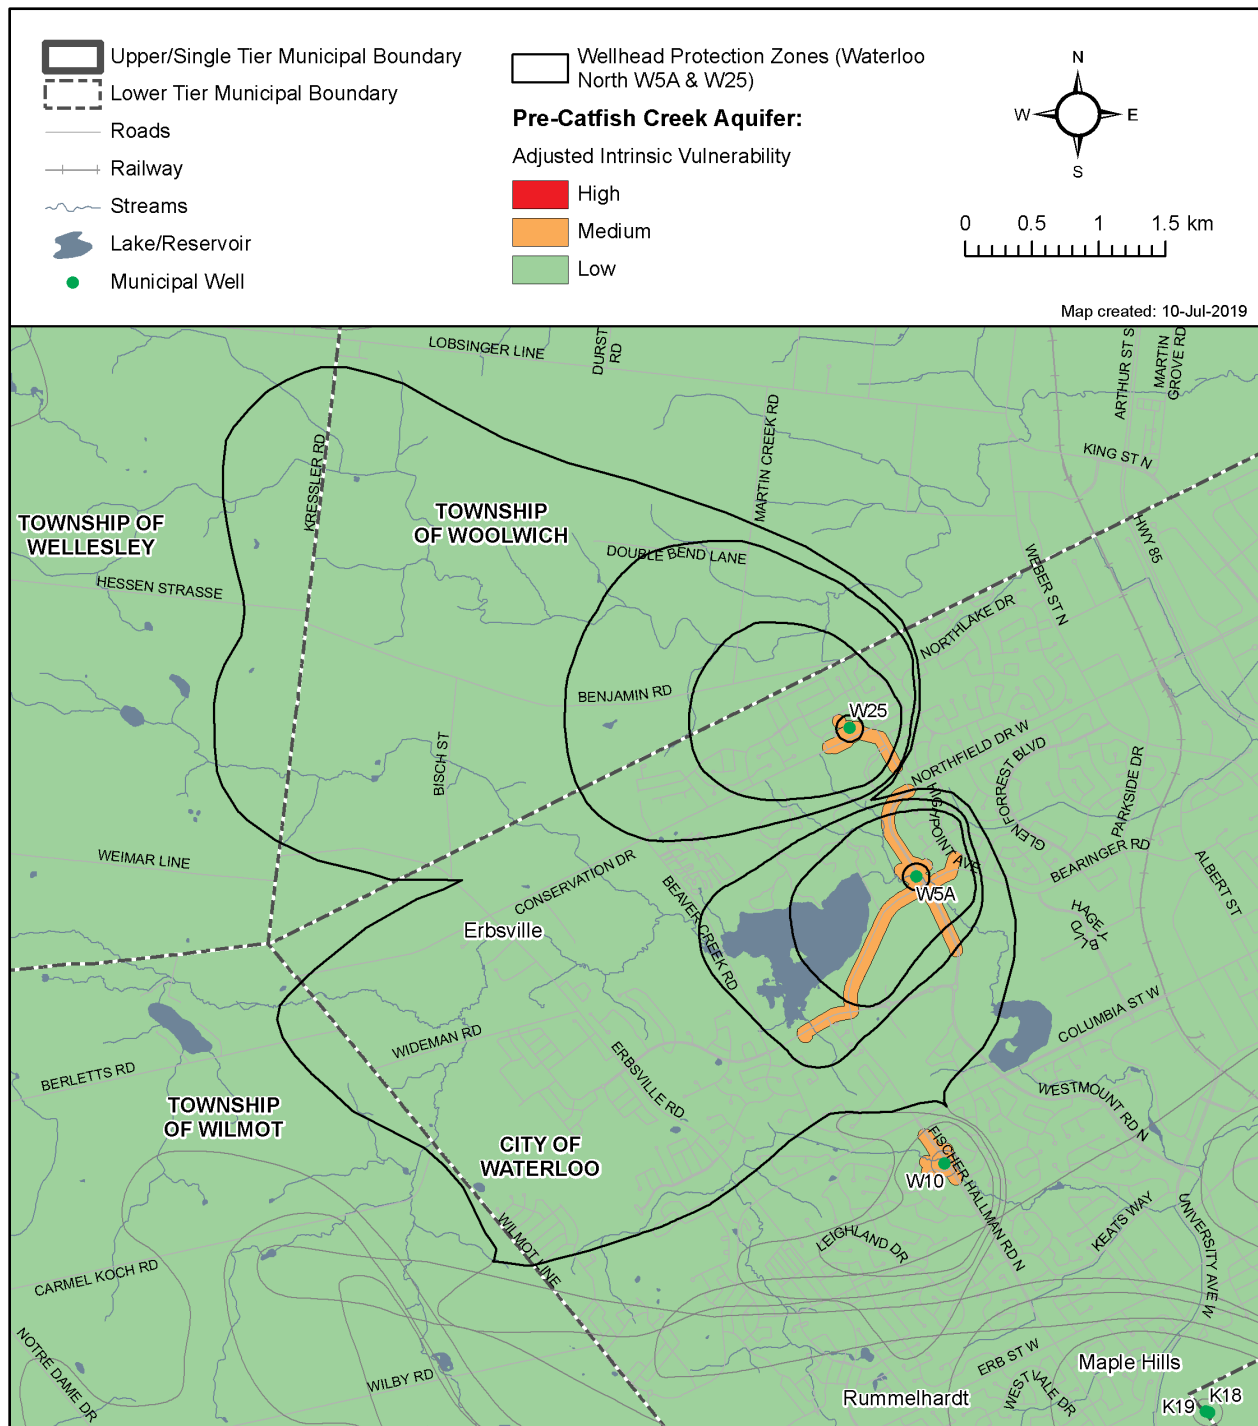 Upper/Single Tier Municipal Boundary
Lower Tier Municipal Boundary
Roads
Railway
Streams
Lake/Reservoir
Municipal Well
Wellhead Protection Zones (Waterloo
North W5A & W25)
Pre-Catfish Creek Aquifer:
Adjusted Intrinsic Vulnerability
High
Medium
Low
N
W
E
S
0 0.5 1 1.5 km
Map created: 10-Jul-2019
LOBSINGER LINE
DURST
RD
ARTHUR ST S
MARTIN
GROVE RD
KING ST N
MARTIN CREEK RD
KRESSLER RD
TOWNSHIP OF
WELLESLEY
TOWNSHIP
OF WOOLWICH
HWY 85
DOUBLE BEND LANE
WEBER ST N
HESSEN STRASSE
NORTHLAKE DR
BENJAMIN RD
W25
BISCH ST
NORTHFIELD DR W
GLEN FORREST BLVD
PARKSIDE DR
HIGHPOINT AVE
WEIMAR LINE
CONSERVATION DR
BEARINGER RD
ALBERT ST
BEAVER CREEK RD
W5A
HAGEY
BLVD
Erbsville
COLUMBIA ST W
WIDEMAN RD
BERLETTS RD
ERBSVILLE RD
WESTMOUNT RD N
TOWNSHIP
OF WILMOT
CITY OF
WATERLOO
FISCHER HALLMAN RD N
W10
KEATS WAY
UNIVERSITY AVE W
LEIGHLAND DR
WILMOT LINE
CARMEL KOCH RD
NOTRE DAME DR
WILBY RD
ERB ST W
Maple Hills
WESTVALE DR
Rummelhardt
K19
K18